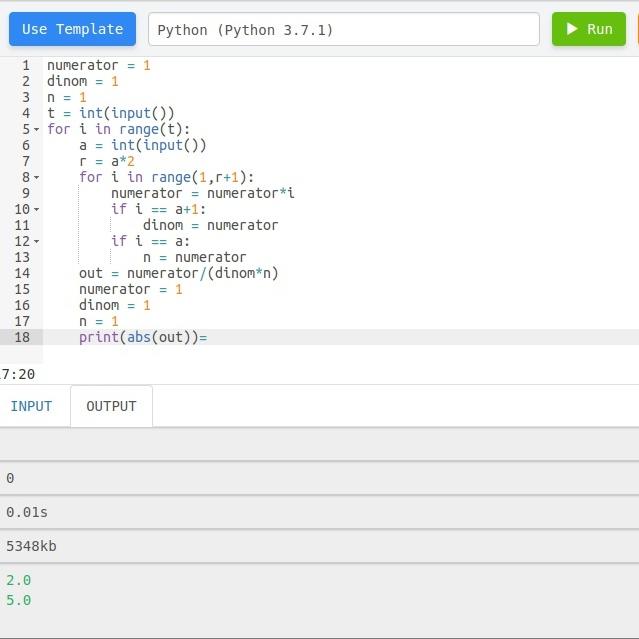 Use Template
Python (Python 3.7.1)
Run
1 numerator = 1
2 dinom = 1
3 n = 1
4 t = int(input())
5 for i in range(t):
6     a = int(input())
7     r = a*2
8     for i in range(1,r+1):
9         numerator = numerator*i
10         if i == a+1:
11             dinom = numerator
12         if i == a:
13             n = numerator
14     out = numerator/(dinom*n)
15     numerator = 1
16     dinom = 1
17     n = 1
18     print(abs(out))=
7:20
INPUT OUTPUT
0
0.01s
5348kb
2.0
5.0